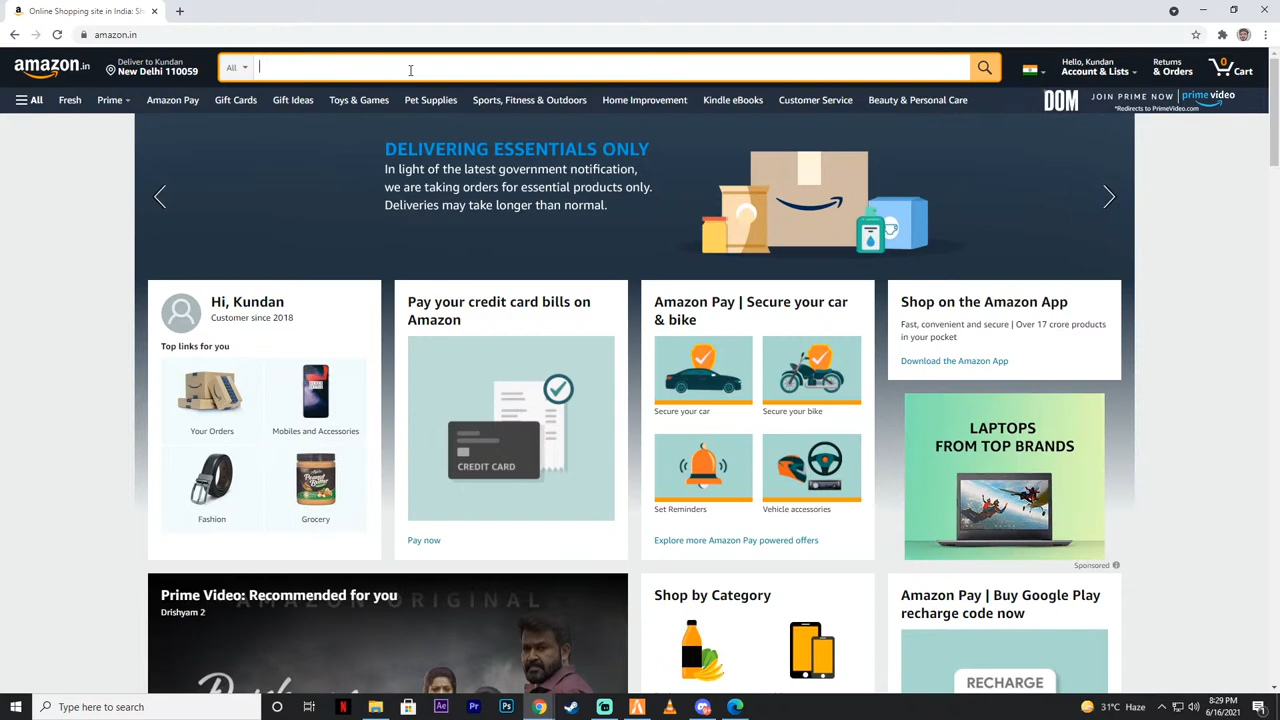 Online Shopping site in India: Sh
amazon.in
amazon.in
Deliver to Kundan
New Delhi 110059
All
Hello, Kundan
Account & Lists
Returns
& Orders
0
Cart
All
Fresh
Prime
Amazon Pay
Gift Cards
Gift Ideas
Toys & Games
Pet Supplies
Sports, Fitness & Outdoors
Home Improvement
Kindle eBooks
Customer Service
Beauty & Personal Care
DOM
JOIN PRIME NOW
prime video
*Redirects to PrimeVideo.com
DELIVERING ESSENTIALS ONLY
In light of the latest government notification,
we are taking orders for essential products only.
Deliveries may take longer than normal.
Hi, Kundan
Customer since 2018
Top links for you
Your Orders
Mobiles and Accessories
Peanut
Butter
Fashion
Grocery
Pay your credit card bills on
Amazon
CREDIT CARD
Pay now
Amazon Pay | Secure your car
& bike
Secure your car
Secure your bike
Set Reminders
Vehicle accessories
Explore more Amazon Pay powered offers
Shop on the Amazon App
Fast, convenient and secure | Over 17 crore products
in your pocket
Download the Amazon App
LAPTOPS
FROM TOP BRANDS
Sponsored
Prime Video: Recommended for you
AMAZON ORIGINAL
Drishyam 2
Shop by Category
Amazon Pay | Buy Google Play
recharge code now
RECHARGE
Type here to search
Ae
Pr
Ps
31°C Haze
8:29 PM
6/16/2021
1